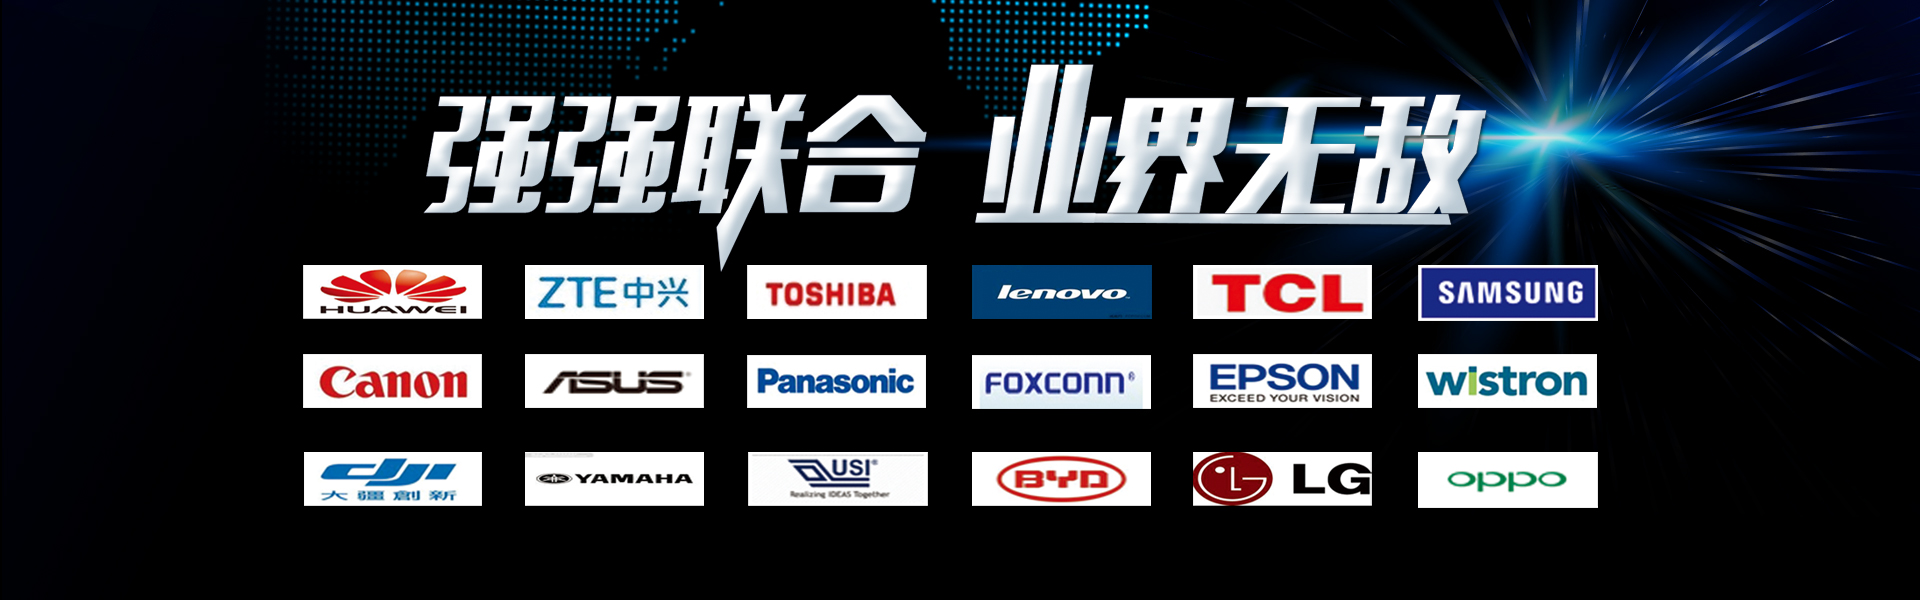 强强联合 业界无敌
HUAWEI
ZTE中兴
TOSHIBA
lenovo
TCL
SAMSUNG
Canon
ASUS
Panasonic
FOXCONN®
EPSON
EXCEED YOUR VISION
wistron
dji
大疆創新
YAMAHA
USI®
Realizing IDEAS Together
BYD
LG
oppo